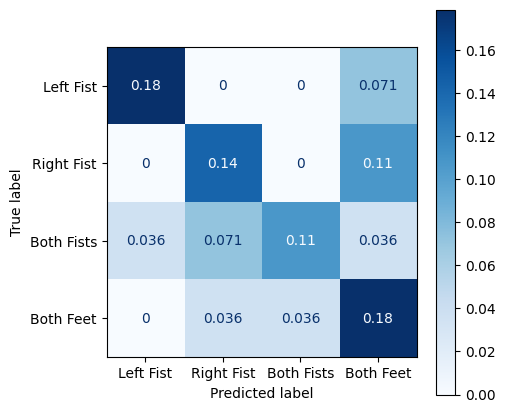 0.16
Left Fist 0.18 0 0 0.071
0.14
Right Fist 0 0.14 0 0.11
0.12
0.10
True label
0.08
Both Fists 0.036 0.071 0.11 0.036
0.06
0.04
Both Feet 0 0.036 0.036 0.18
0.02
Left Fist Right Fist Both Fists Both Feet
0.00
Predicted label